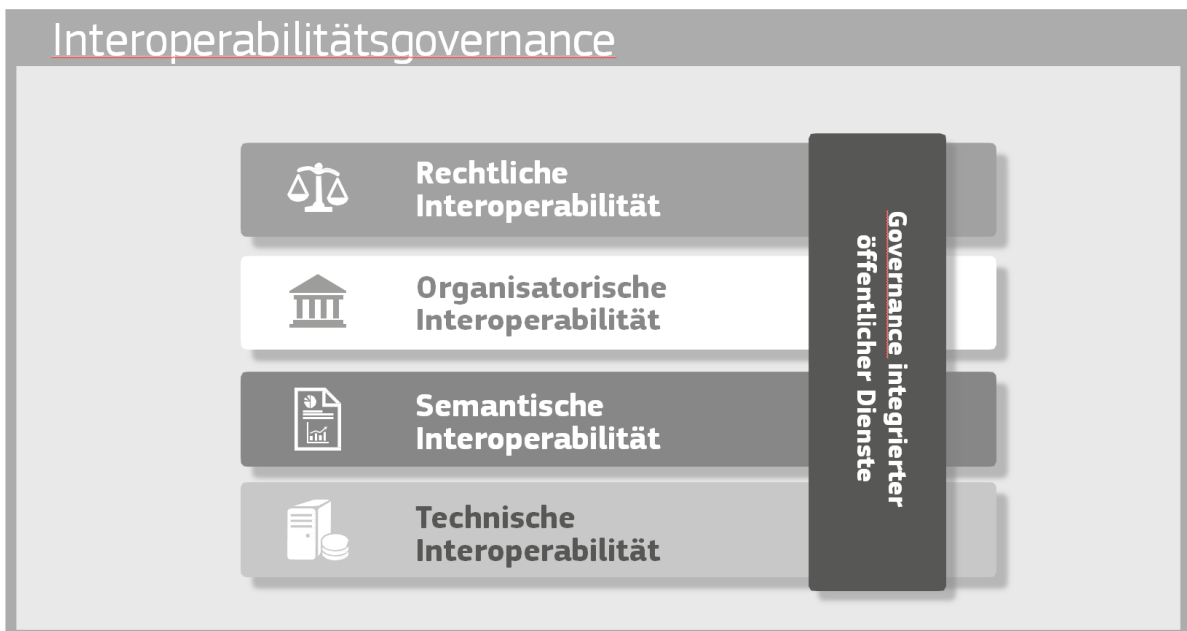 Interoperabilitätsgovernance
Rechtliche
Interoperabilität
Organisatorische
Interoperabilität
Semantische
Interoperabilität
Technische
Interoperabilität
Governance integrierter
öffentlicher Dienste